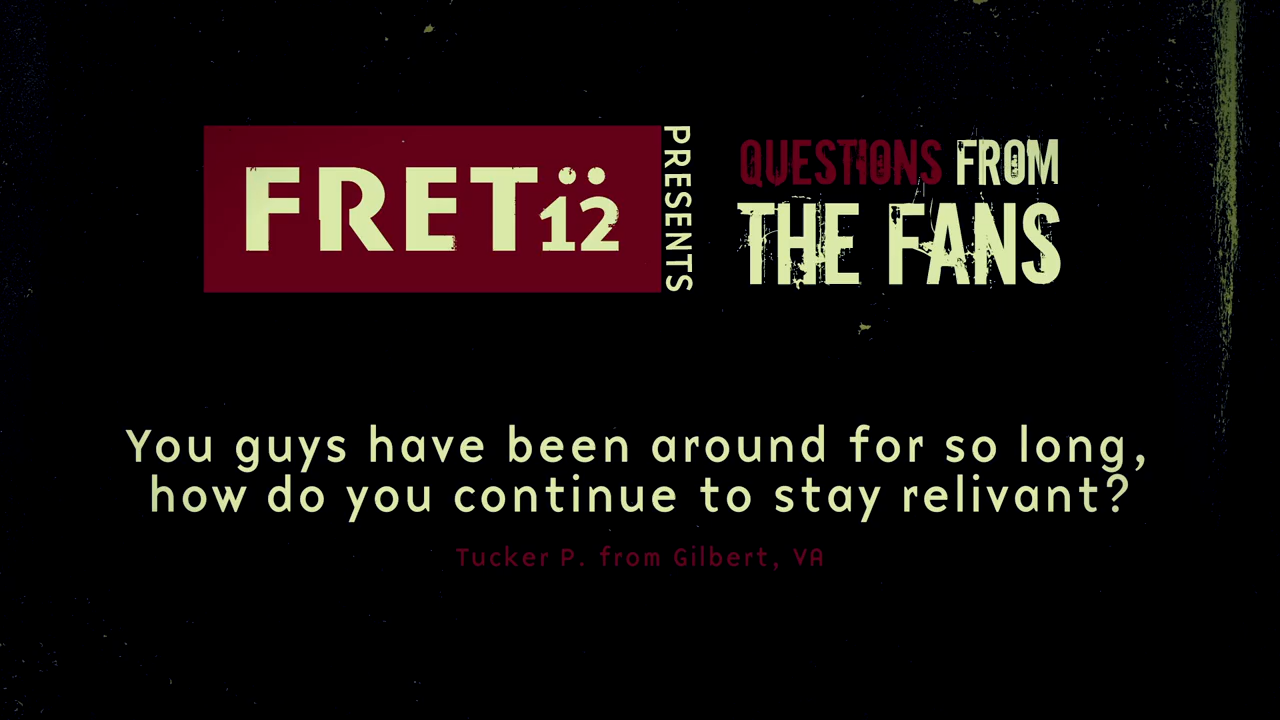 FRET12
PRESENTS
QUESTIONS FROM
THE FANS
You guys have been around for so long,
how do you continue to stay relivant?
Tucker P. from Gilbert, VA